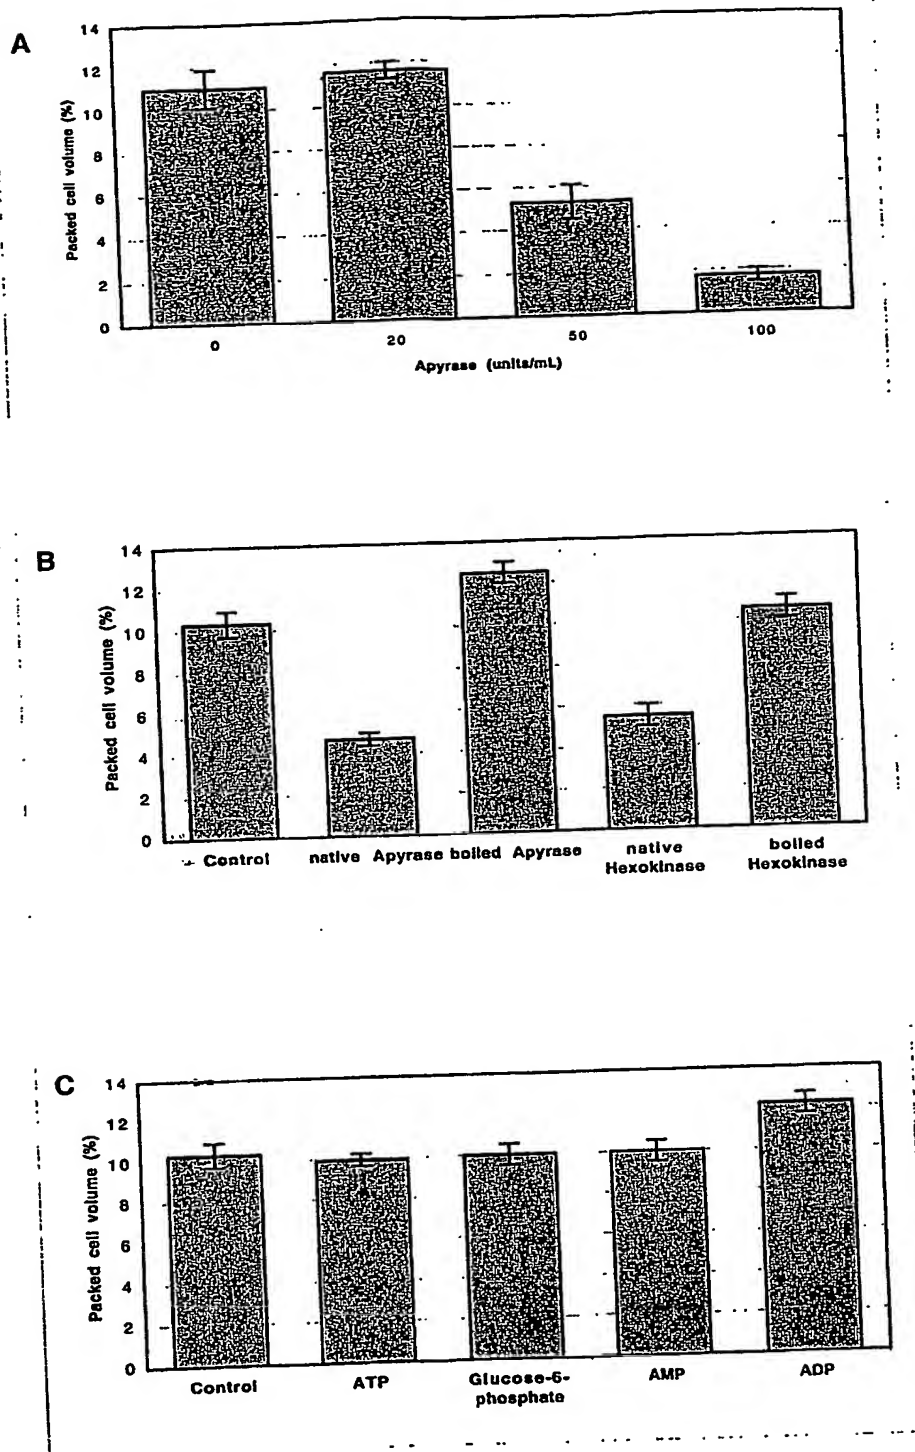 A
14
12
10
8
6
4
2
0
Packed cell volume (%)
0 20 50 100
Apyrase (units/mL)
B
14
12
10
8
6
4
2
0
Packed cell volume (%)
Control native Apyrase boiled Apyrase native Hexokinase boiled Hexokinase
C
14
12
10
8
6
4
2
0
Packed cell volume (%)
Control ATP Glucose-6-phosphate AMP ADP